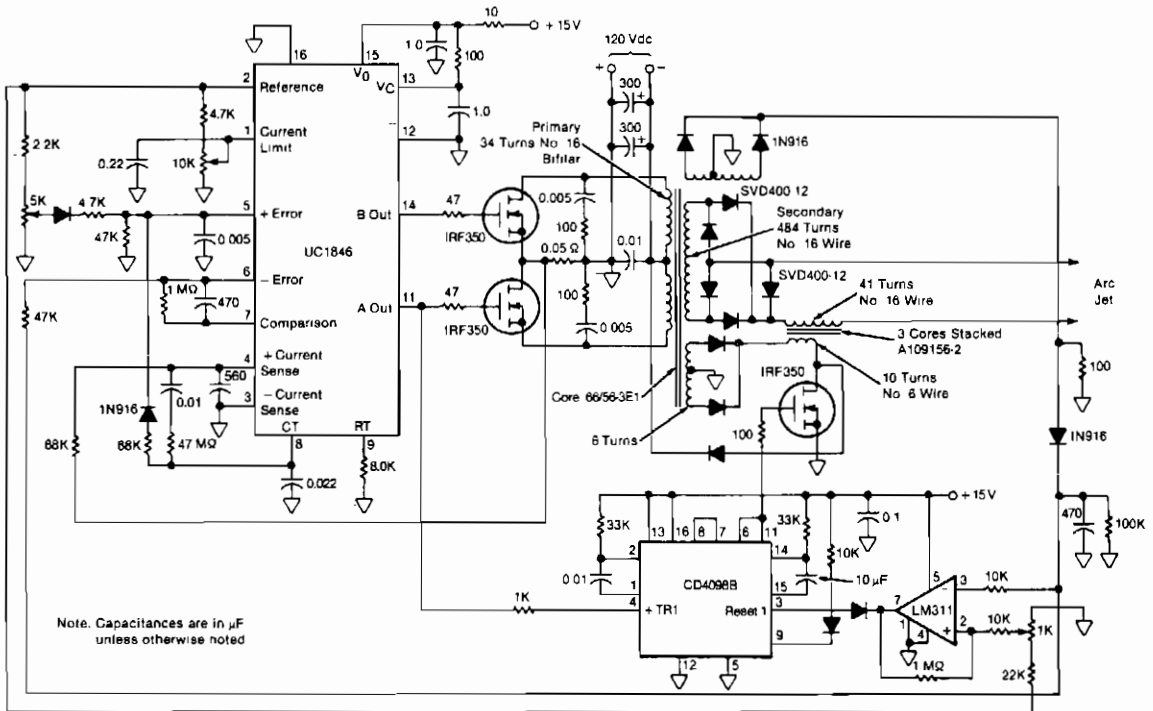 10
+ 15V
1.0
100
16
15
V0
VC
13
1.0
12
2
Reference
4.7K
1
Current
Limit
2.2K
0.22
10K
5K
4.7K
5
+ Error
47K
0.005
UC1846
B Out
14
47
IRF350
6
- Error
1 MΩ
470
7
Comparison
47K
A Out
11
47
IRF350
4
+ Current
Sense
560
3
- Current
Sense
0.01
1N916
68K
68K
47 MΩ
CT
8
RT
9
8.0K
0.022
120 Vdc
+
-
300
+
300
+
Primary
34 Turns No. 16
Bifilar
0.005
100
0.05 Ω
0.01
100
0.005
1N916
SVD400-12
Secondary
484 Turns
No. 16 Wire
SVD400-12
41 Turns
No. 16 Wire
Arc
Jet
3 Cores Stacked
A109156-2
IRF350
10 Turns
No. 6 Wire
Core 66/56-3E1
6 Turns
100
100
1N916
+ 15V
0.1
470
100K
33K
13
16
8
7
6
11
33K
2
14
10K
0.01
1
CD4098B
15
10 µF
1K
4
+ TR1
Reset 1
3
9
12
5
5
3
10K
-
7
LM311
1
4
+
2
10K
1K
1 MΩ
22K
Note. Capacitances are in µF
unless otherwise noted